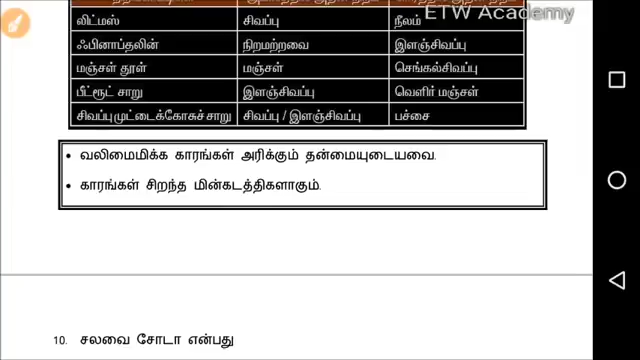 ETW Academy
லிட்மஸ் சிவப்பு நீலம்
ஃபினாப்தலின் நிறமற்றவை இளஞ்சிவப்பு
மஞ்சள் தூள் மஞ்சள் செங்கல்சிவப்பு
பீட்ரூட் சாறு இளஞ்சிவப்பு வெளிர் மஞ்சள்
சிவப்பு முட்டைக்கோசுச்சாறு சிவப்பு / இளஞ்சிவப்பு பச்சை
• வலிமைமிக்க காரங்கள் அரிக்கும் தன்மையுடையவை.
• காரங்கள் சிறந்த மின்கடத்திகளாகும்.
10. சலவை சோடா என்பது